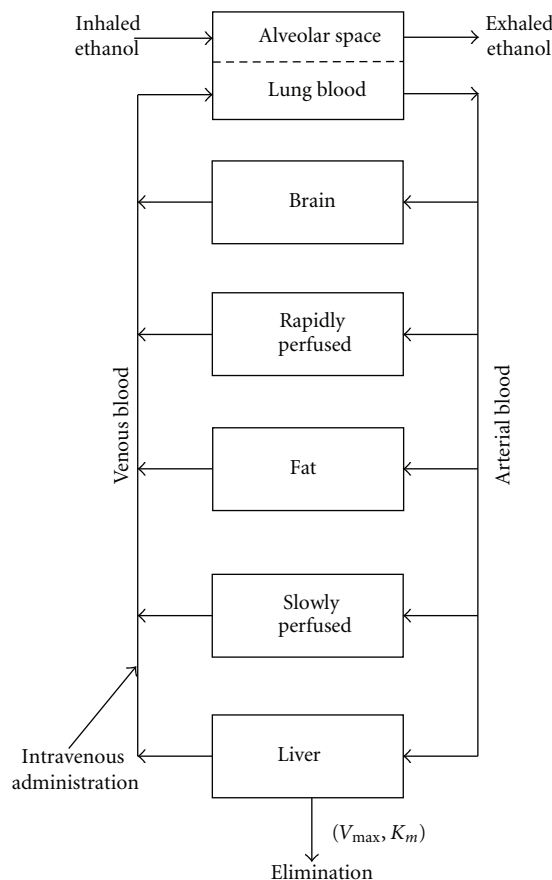 Inhaled
ethanol
Alveolar space
Exhaled
ethanol
Lung blood
Brain
Rapidly
perfused
Venous blood
Arterial blood
Fat
Slowly
perfused
Intravenous
administration
Liver
(Vmax, Km)
Elimination